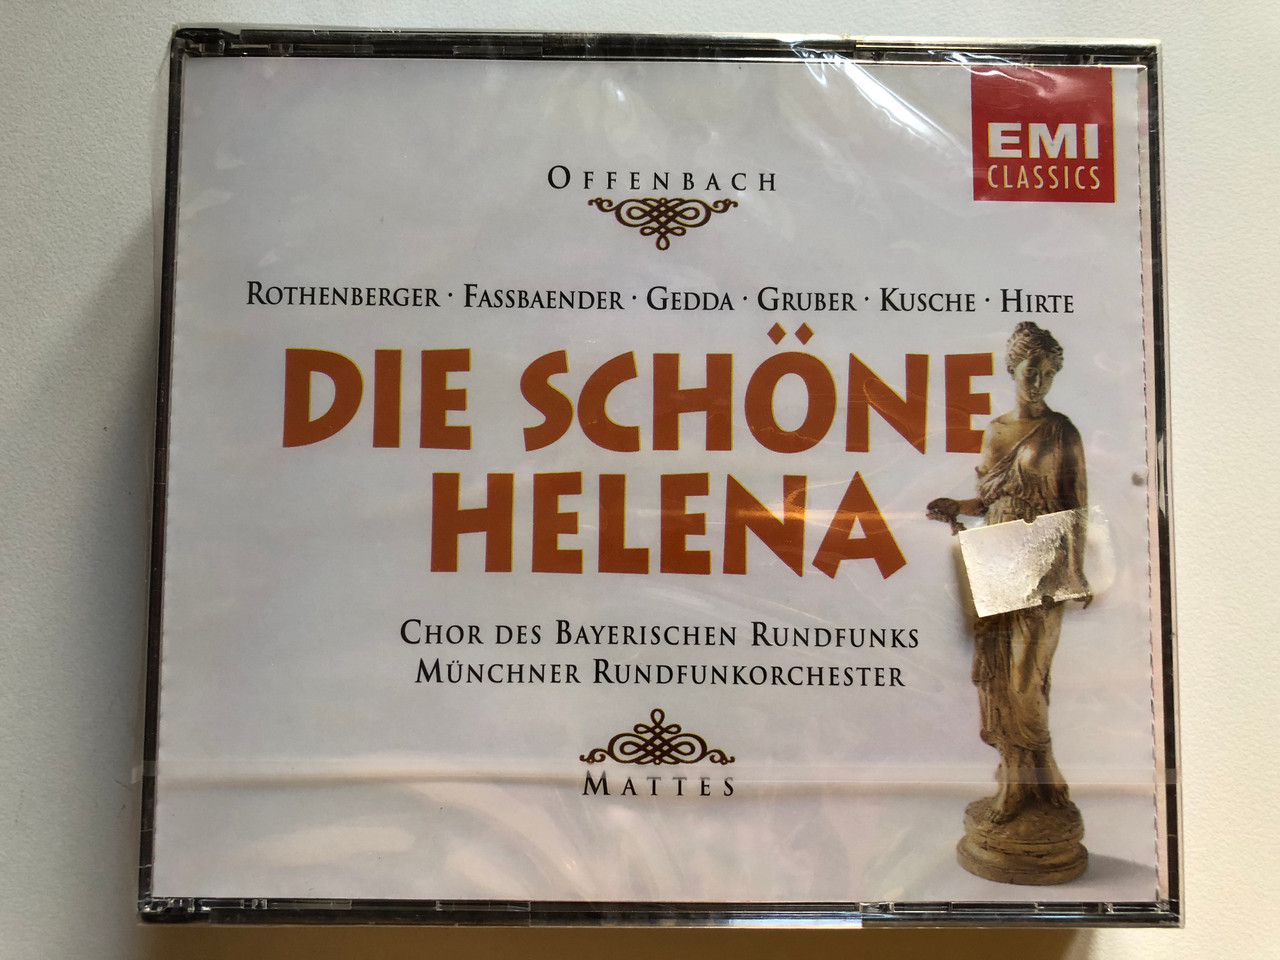 EMI
CLASSICS
OFFENBACH
ROTHENBERGER · FASSBAENDER · GEDDA · GRUBER · KUSCHE · HIRTE
DIE SCHÖNE
HELENA
CHOR DES BAYERISCHEN RUNDFUNKS
MÜNCHNER RUNDFUNKORCHESTER
MATTES